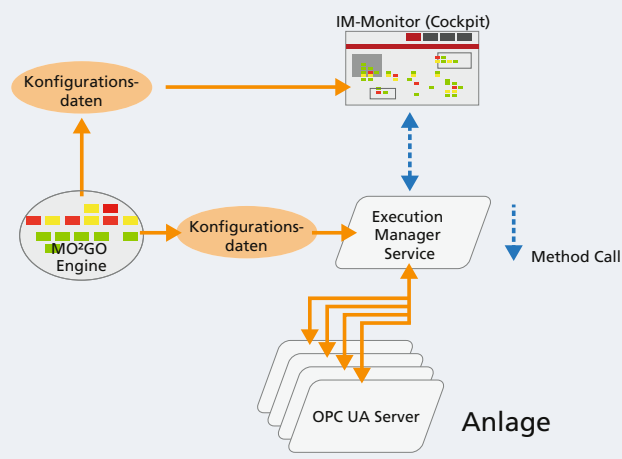 IM-Monitor (Cockpit)
Konfigurations-
daten
MO²GO
Engine
Konfigurations-
daten
Execution
Manager
Service
Method Call
OPC UA Server
Anlage